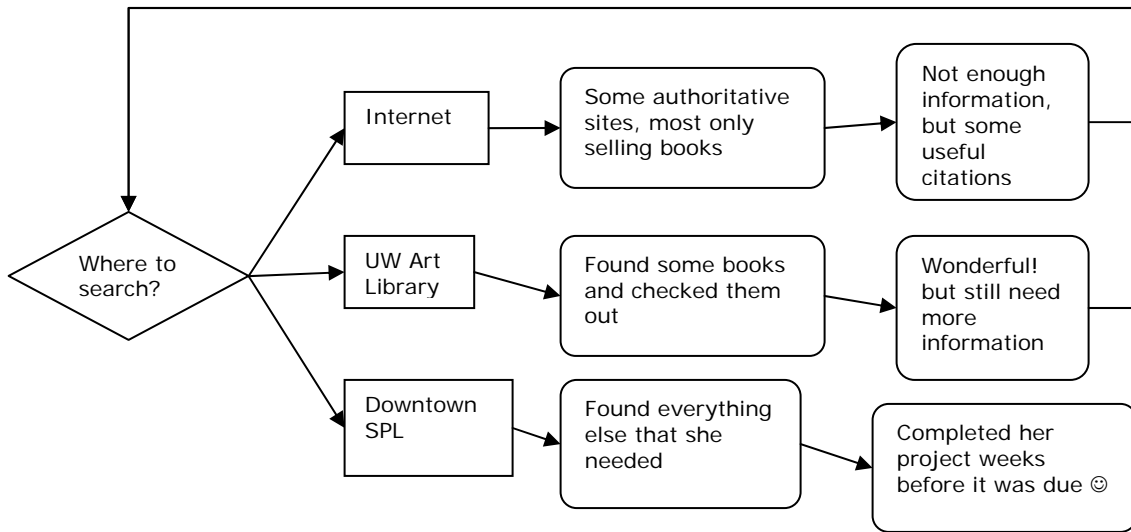 Where to
search?
Internet
Some authoritative
sites, most only
selling books
Not enough
information,
but some
useful
citations
UW Art
Library
Found some books
and checked them
out
Wonderful!
but still need
more
information
Downtown
SPL
Found everything
else that she
needed
Completed her
project weeks
before it was due ☺